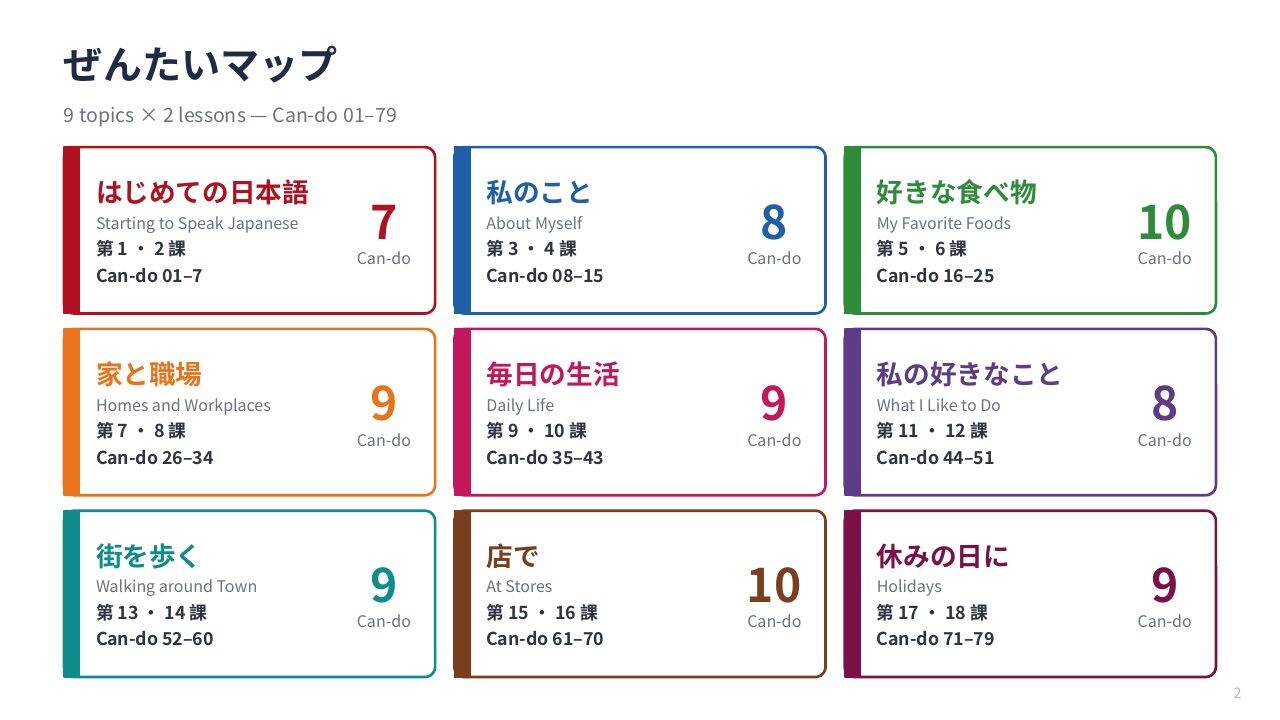 ぜんたいマップ
9 topics × 2 lessons — Can-do 01–79
はじめての日本語
Starting to Speak Japanese
第 1 ・ 2 課
Can-do 01–7
7
Can-do
私のこと
About Myself
第 3 ・ 4 課
Can-do 08–15
8
Can-do
好きな食べ物
My Favorite Foods
第 5 ・ 6 課
Can-do 16–25
10
Can-do
家と職場
Homes and Workplaces
第 7 ・ 8 課
Can-do 26–34
9
Can-do
毎日の生活
Daily Life
第 9 ・ 10 課
Can-do 35–43
9
Can-do
私の好きなこと
What I Like to Do
第 11 ・ 12 課
Can-do 44–51
8
Can-do
街を歩く
Walking around Town
第 13 ・ 14 課
Can-do 52–60
9
Can-do
店で
At Stores
第 15 ・ 16 課
Can-do 61–70
10
Can-do
休みの日に
Holidays
第 17 ・ 18 課
Can-do 71–79
9
Can-do
2